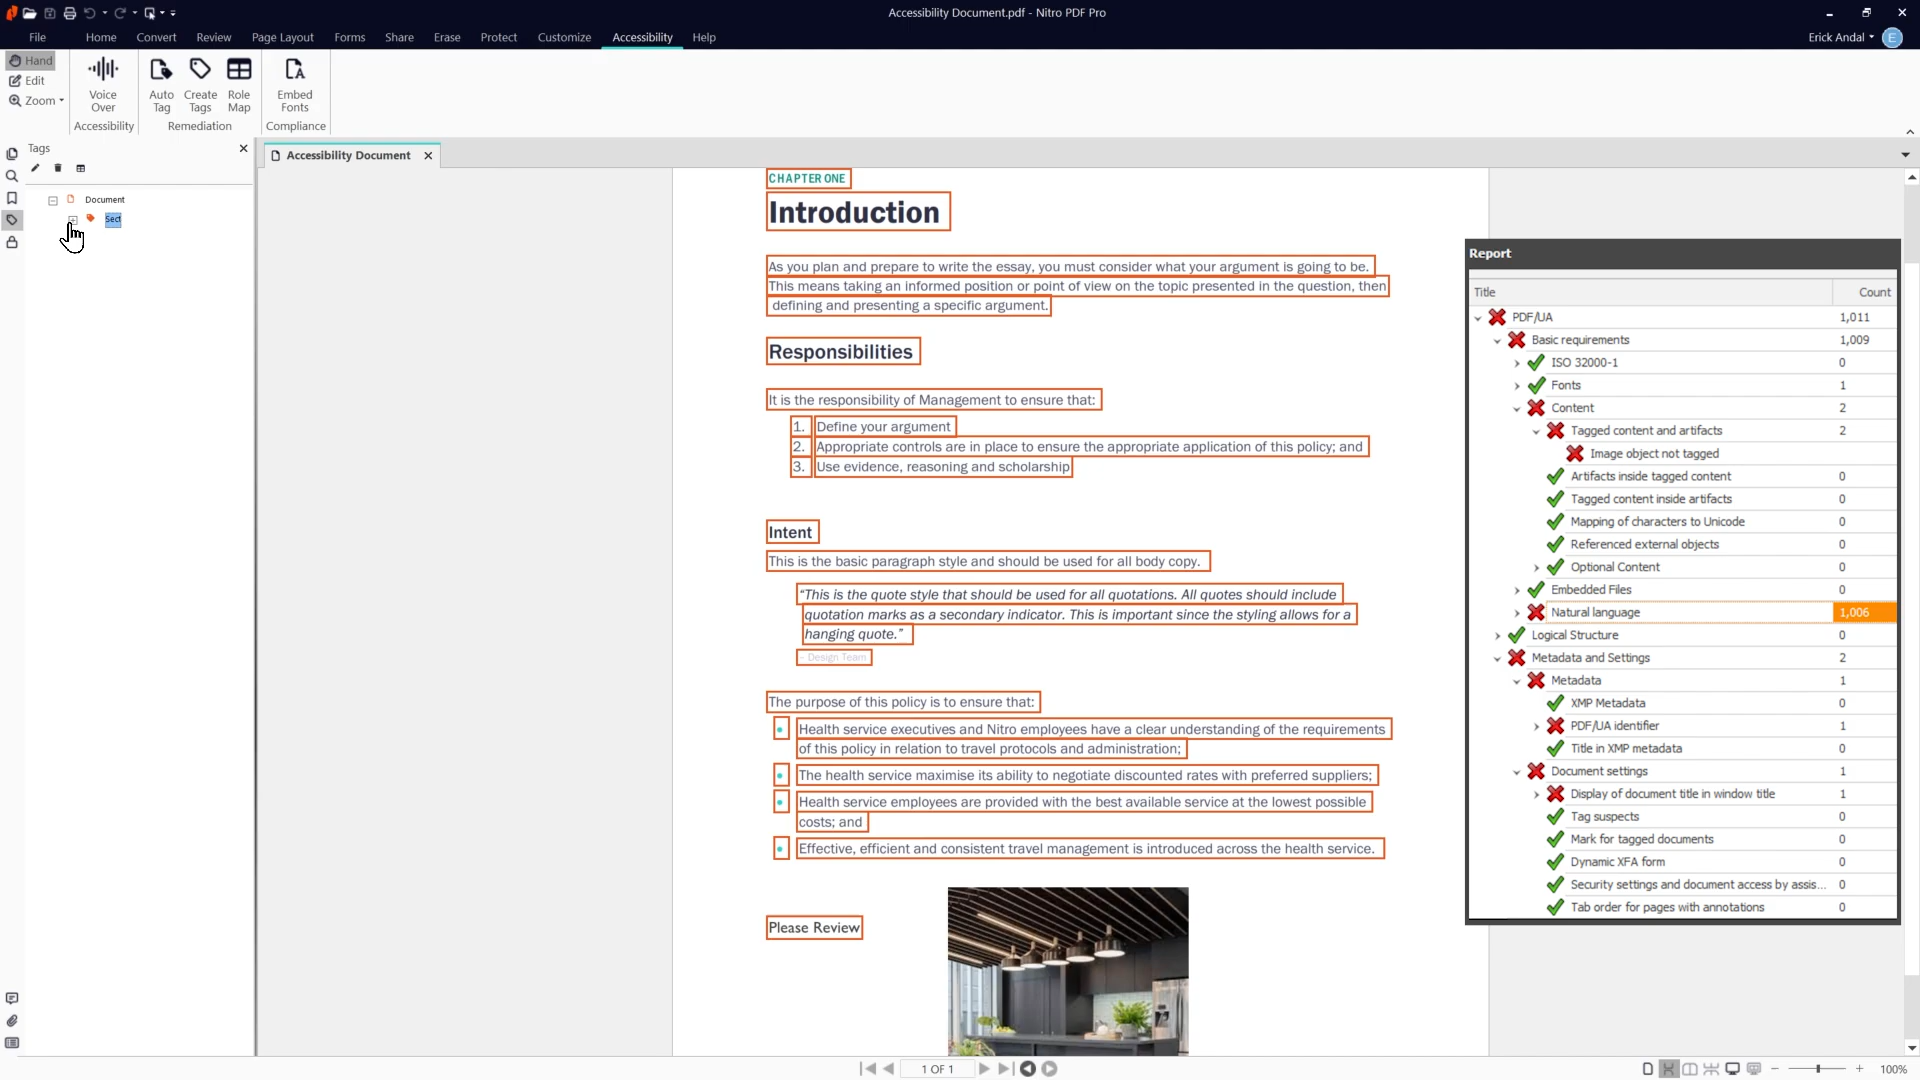 Accessibility Document.pdf - Nitro PDF Pro
File Home Convert Review Page Layout Forms Share Erase Protect Customize Accessibility Help
Erick Andal E
Hand
Edit
Zoom
Voice Over
Accessibility
Auto Tag
Create Tags
Role Map
Remediation
Embed Fonts
Compliance
Tags
Document
Sect
Accessibility Document
CHAPTER ONE
Introduction
As you plan and prepare to write the essay, you must consider what your argument is going to be.
This means taking an informed position or point of view on the topic presented in the question, then
defining and presenting a specific argument.
Responsibilities
It is the responsibility of Management to ensure that:
1. Define your argument
2. Appropriate controls are in place to ensure the appropriate application of this policy; and
3. Use evidence, reasoning and scholarship
Intent
This is the basic paragraph style and should be used for all body copy.
“This is the quote style that should be used for all quotations. All quotes should include
quotation marks as a secondary indicator. This is important since the styling allows for a
hanging quote.”
- Design Team
The purpose of this policy is to ensure that:
• Health service executives and Nitro employees have a clear understanding of the requirements
of this policy in relation to travel protocols and administration;
• The health service maximise its ability to negotiate discounted rates with preferred suppliers;
• Health service employees are provided with the best available service at the lowest possible
costs; and
• Effective, efficient and consistent travel management is introduced across the health service.
Please Review
Report
Title Count
PDF/UA 1,011
Basic requirements 1,009
ISO 32000-1 0
Fonts 1
Content 2
Tagged content and artifacts 2
Image object not tagged
Artifacts inside tagged content 0
Tagged content inside artifacts 0
Mapping of characters to Unicode 0
Referenced external objects 0
Optional Content 0
Embedded Files 0
Natural language 1,006
Logical Structure 0
Metadata and Settings 2
Metadata 1
XMP Metadata 0
PDF/UA identifier 1
Title in XMP metadata 0
Document settings 1
Display of document title in window title 1
Tag suspects 0
Mark for tagged documents 0
Dynamic XFA form 0
Security settings and document access by assis... 0
Tab order for pages with annotations 0
1 OF 1
100%